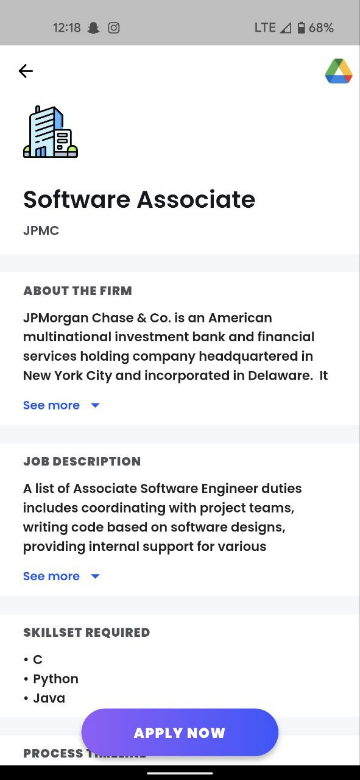 12:18 LTE 68%
Software Associate
JPMC
ABOUT THE FIRM
JPMorgan Chase & Co. is an American
multinational investment bank and financial
services holding company headquartered in
New York City and incorporated in Delaware. It
See more
JOB DESCRIPTION
A list of Associate Software Engineer duties
includes coordinating with project teams,
writing code based on software designs,
providing internal support for various
See more
SKILLSET REQUIRED
• C
• Python
• Java
APPLY NOW
PROCESS TIMELINE